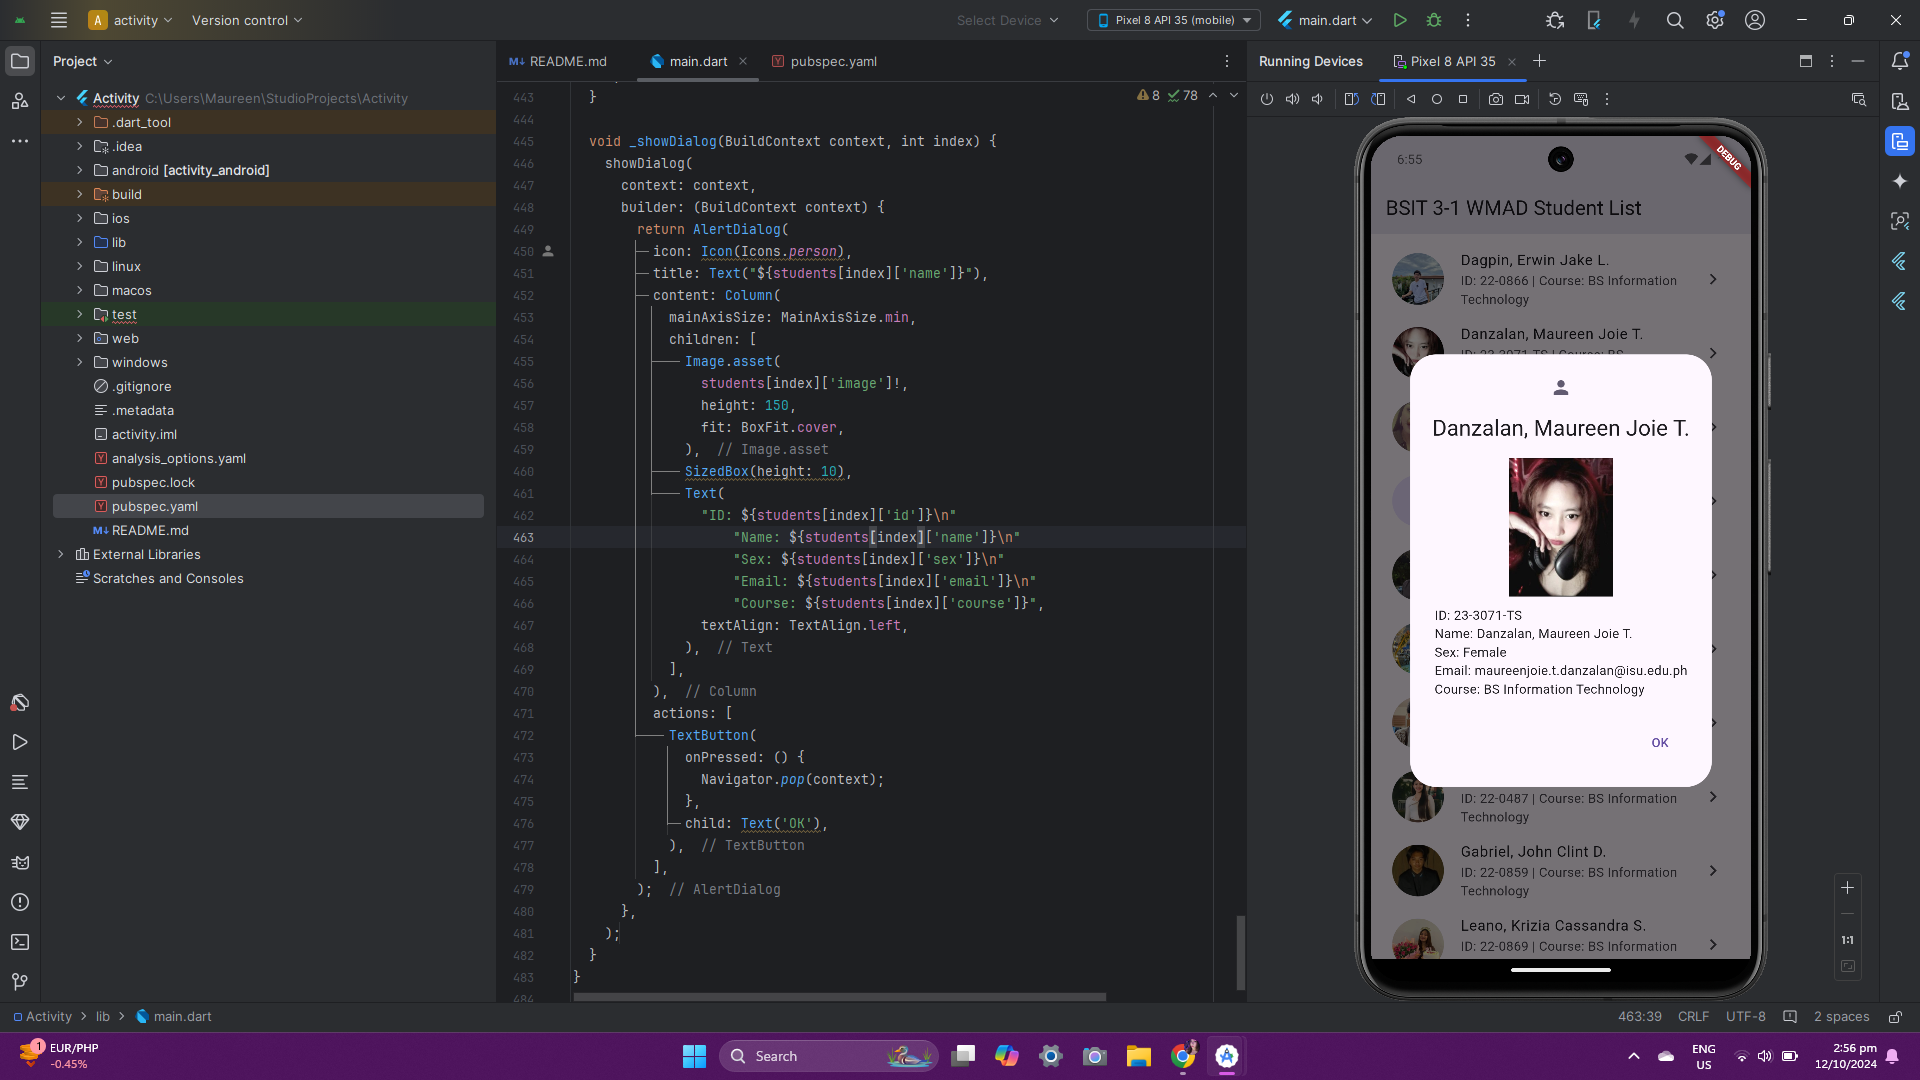 A activity Version control Select Device Pixel 8 API 35 (mobile) main.dart
Project
README.md main.dart pubspec.yaml
Running Devices Pixel 8 API 35
Activity C:\Users\Maureen\StudioProjects\Activity
.dart_tool
.idea
android [activity_android]
build
ios
lib
linux
macos
test
web
windows
.gitignore
.metadata
activity.iml
analysis_options.yaml
pubspec.lock
pubspec.yaml
README.md
External Libraries
Scratches and Consoles
8 78
443 }
444
445 void _showDialog(BuildContext context, int index) {
446 showDialog(
447 context: context,
448 builder: (BuildContext context) {
449 return AlertDialog(
450 icon: Icon(Icons.person),
451 title: Text("${students[index]['name']}"),
452 content: Column(
453 mainAxisSize: MainAxisSize.min,
454 children: [
455 Image.asset(
456 students[index]['image']!,
457 height: 150,
458 fit: BoxFit.cover,
459 ), // Image.asset
460 SizedBox(height: 10),
461 Text(
462 "ID: ${students[index]['id']}\n"
463 "Name: ${students[index]['name']}\n"
464 "Sex: ${students[index]['sex']}\n"
465 "Email: ${students[index]['email']}\n"
466 "Course: ${students[index]['course']}",
467 textAlign: TextAlign.left,
468 ), // Text
469 ],
470 ), // Column
471 actions: [
472 TextButton(
473 onPressed: () {
474 Navigator.pop(context);
475 },
476 child: Text('OK'),
477 ), // TextButton
478 ],
479 ); // AlertDialog
480 },
481 );
482 }
483 }
484
6:55
DEBUG
BSIT 3-1 WMAD Student List
Dagpin, Erwin Jake L.
ID: 22-0866 | Course: BS Information
Technology
Danzalan, Maureen Joie T.
ID: 23-3071-TS | Course: BS
Danzalan, Maureen Joie T.
ID: 23-3071-TS
Name: Danzalan, Maureen Joie T.
Sex: Female
Email: maureenjoie.t.danzalan@isu.edu.ph
Course: BS Information Technology
OK
ID: 22-0487 | Course: BS Information
Technology
Gabriel, John Clint D.
ID: 22-0859 | Course: BS Information
Technology
Leano, Krizia Cassandra S.
ID: 22-0869 | Course: BS Information
1:1
Activity lib main.dart
463:39 CRLF UTF-8 2 spaces
1
EUR/PHP
-0.45%
Search
ENG
US
2:56 pm
12/10/2024